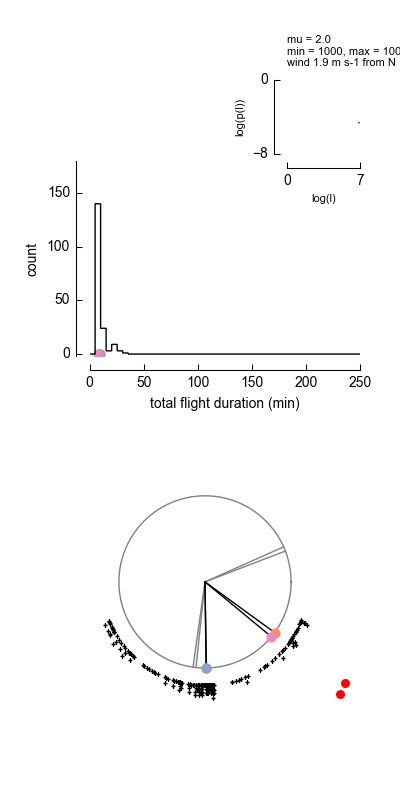 mu = 2.0
min = 1000, max = 100
wind 1.9 m s-1 from N
0
log(p(l))
−8
0
7
log(l)
150
100
50
0
count
0
50
100
150
200
250
total flight duration (min)